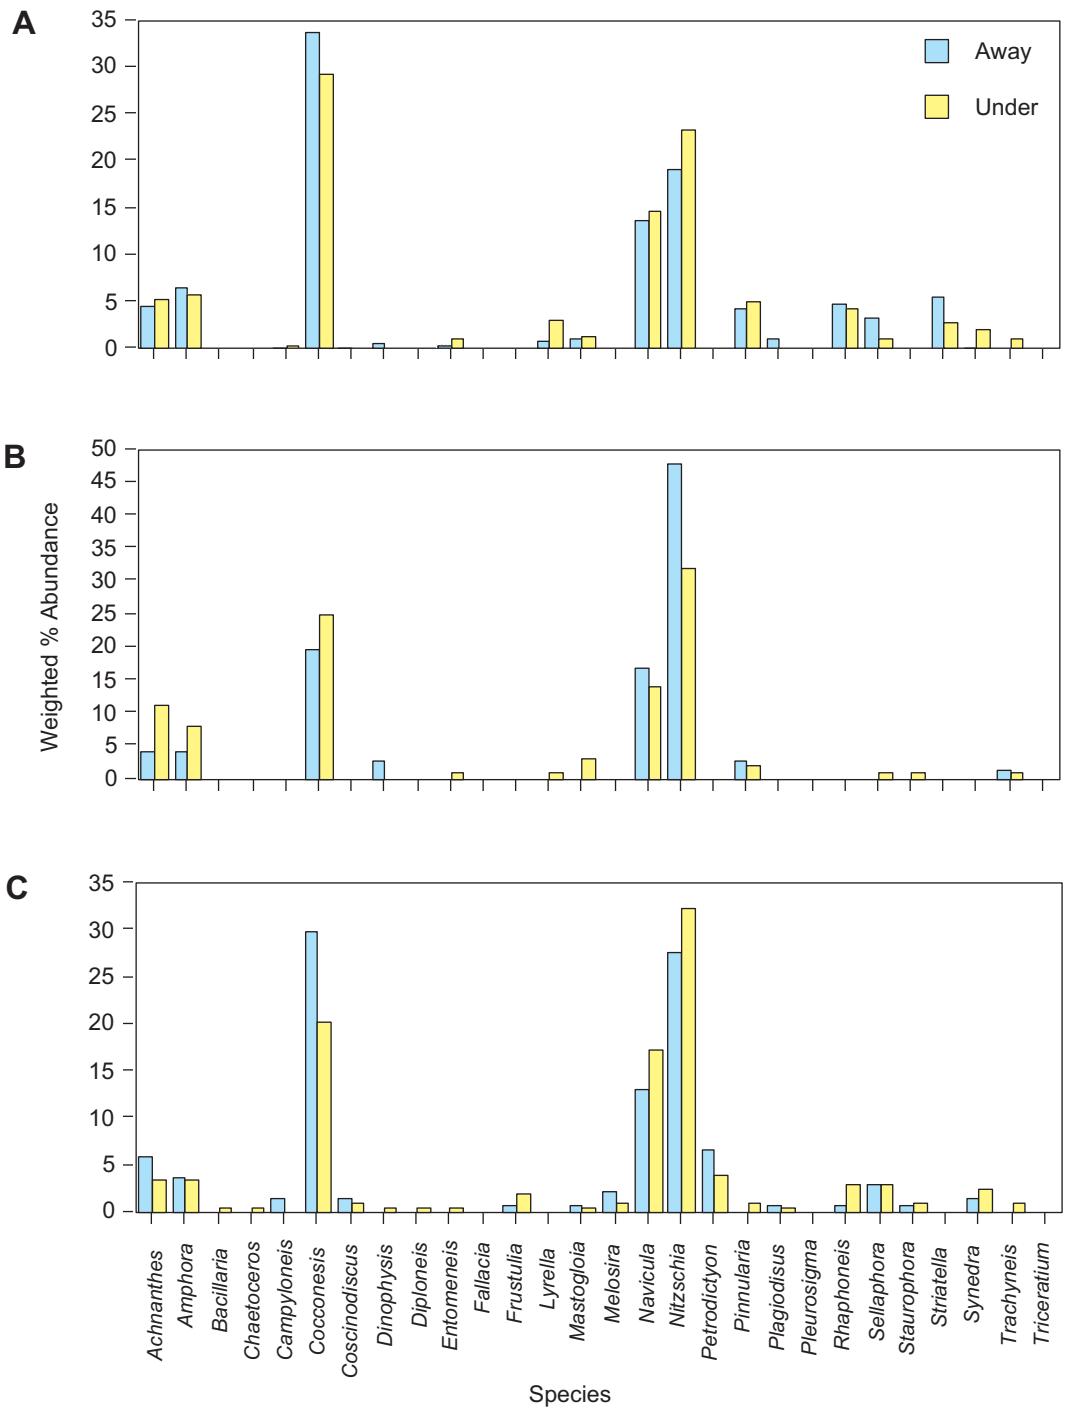 A
35
30
25
20
15
10
5
0
Away
Under
B
50
45
40
35
30
25
20
15
10
5
0
Weighted % Abundance
C
35
30
25
20
15
10
5
0
Achnanthes
Amphora
Bacillaria
Chaetoceros
Campyloneis
Cocconesis
Coscinodiscus
Dinophysis
Diploneis
Entomeneis
Fallacia
Frustulia
Lyrella
Mastogloia
Melosira
Navicula
Nitzschia
Petrodictyon
Pinnularia
Plagiodisus
Pleurosigma
Rhaphoneis
Sellaphora
Staurophora
Striatella
Synedra
Trachyneis
Triceratium
Species